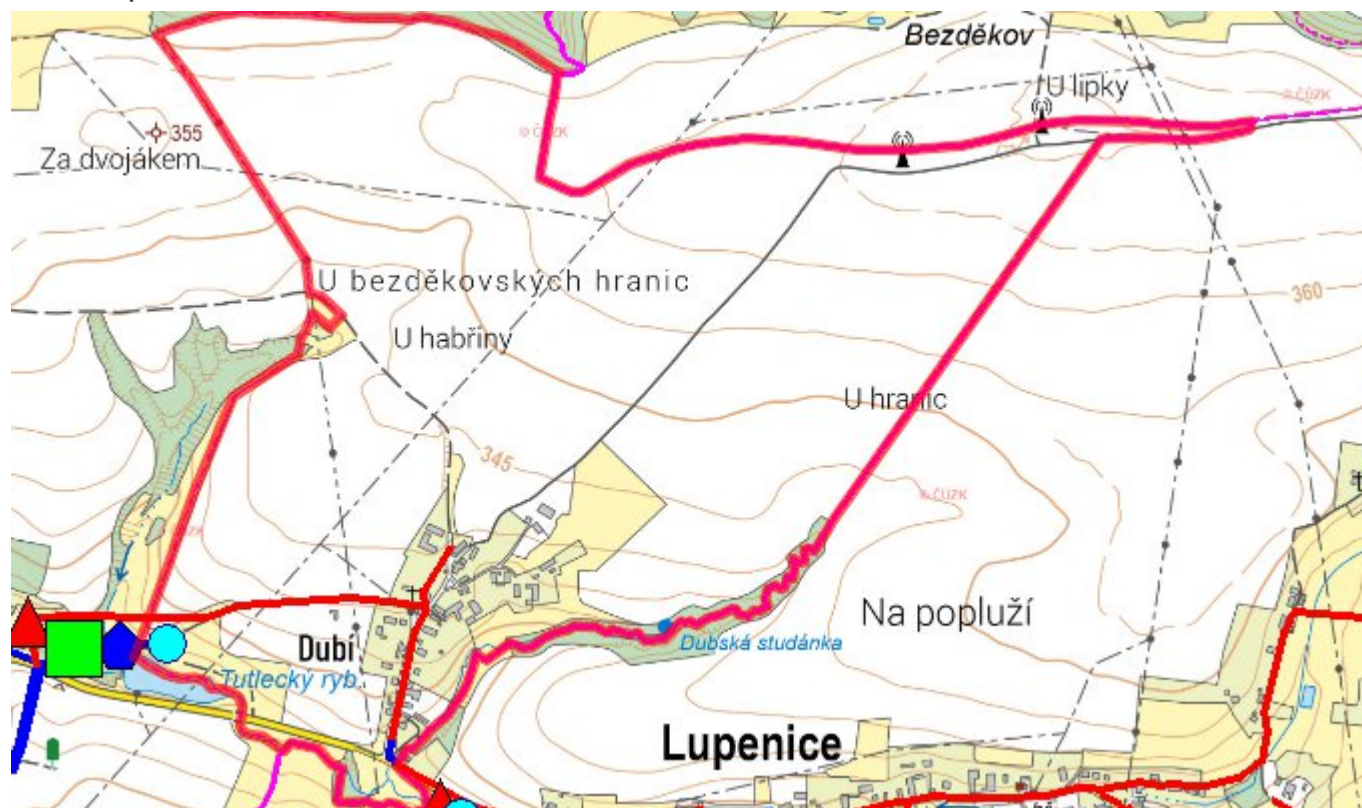 Bezděkov
U lipky
© ČÚZK
© ČÚZK
355
Za dvojákem
U bezděkovských hranic
360
U habřiny
U hranic
345
© ČÚZK
Na popluží
Dubí
Dubská studánka
Tutlecký ryb.
Lupenice